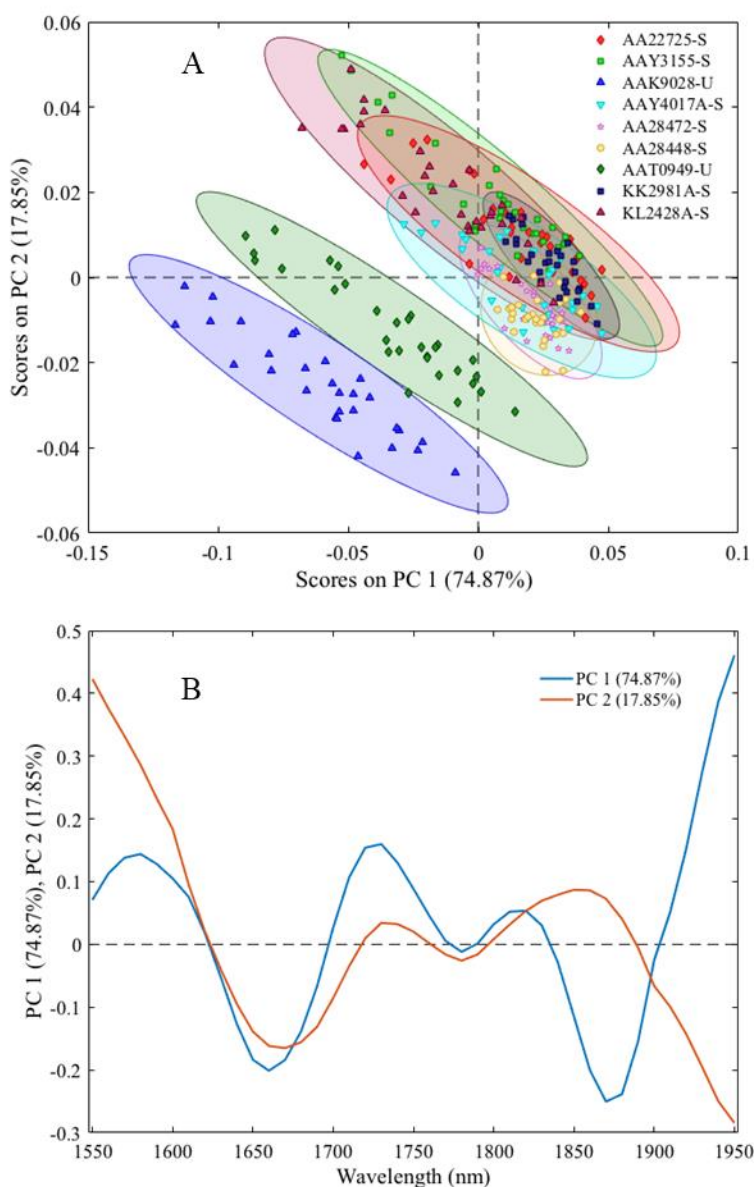 A
AA22725-S
AAY3155-S
AAK9028-U
AAY4017A-S
AA28472-S
AA28448-S
AAT0949-U
KK2981A-S
KL2428A-S
Scores on PC 2 (17.85%)
0.06
0.04
0.02
0
-0.02
-0.04
-0.06
-0.15
-0.1
-0.05
0
0.05
0.1
Scores on PC 1 (74.87%)
B
PC 1 (74.87%)
PC 2 (17.85%)
PC 1 (74.87%), PC 2 (17.85%)
0.5
0.4
0.3
0.2
0.1
0
-0.1
-0.2
-0.3
1550
1600
1650
1700
1750
1800
1850
1900
1950
Wavelength (nm)